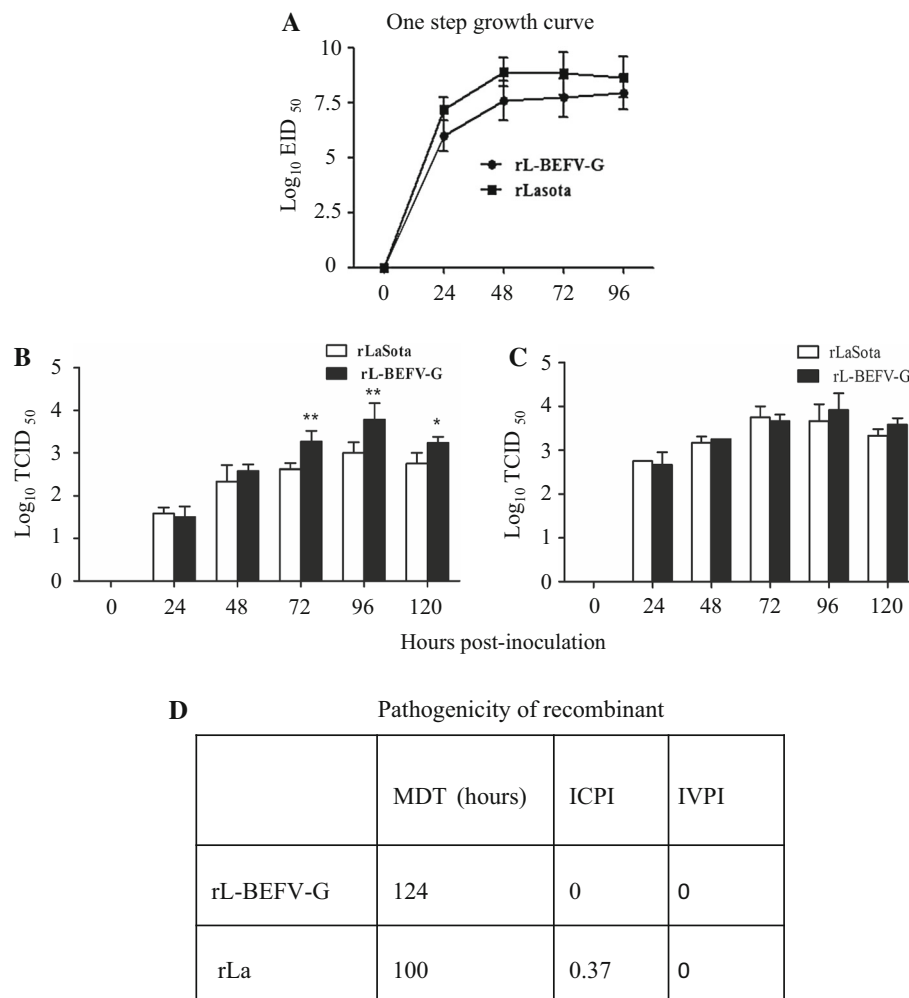 A One step growth curve
10
7.5
5
2.5
0
Log10 EID 50
rL-BEFV-G
rLasota
0 24 48 72 96
B
rLaSota
rL-BEFV-G
5
4
3
2
1
0
Log10 TCID 50
** ** *
0 24 48 72 96 120
C
rLaSota
rL-BEFV-G
5
4
3
2
1
0
Log10 TCID 50
0 24 48 72 96 120
Hours post-inoculation
D Pathogenicity of recombinant
MDT (hours) ICPI IVPI
rL-BEFV-G 124 0 0
rLa 100 0.37 0